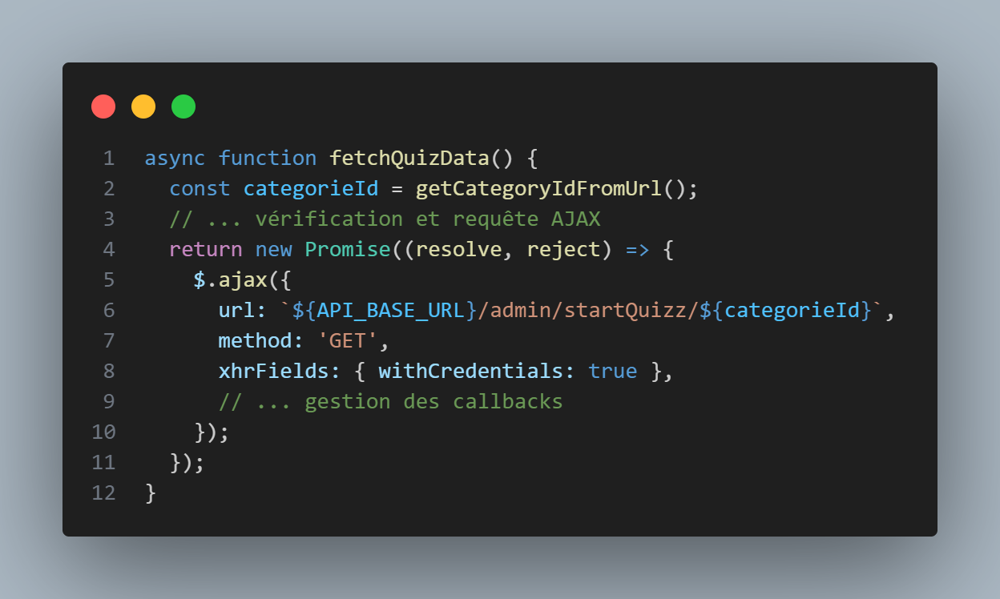 1 async function fetchQuizData() {
2 const categorieId = getCategoryIdFromUrl();
3 // ... vérification et requête AJAX
4 return new Promise((resolve, reject) => {
5 $.ajax({
6 url: `${API_BASE_URL}/admin/startQuizz/${categorieId}`,
7 method: 'GET',
8 xhrFields: { withCredentials: true },
9 // ... gestion des callbacks
10 });
11 });
12 }